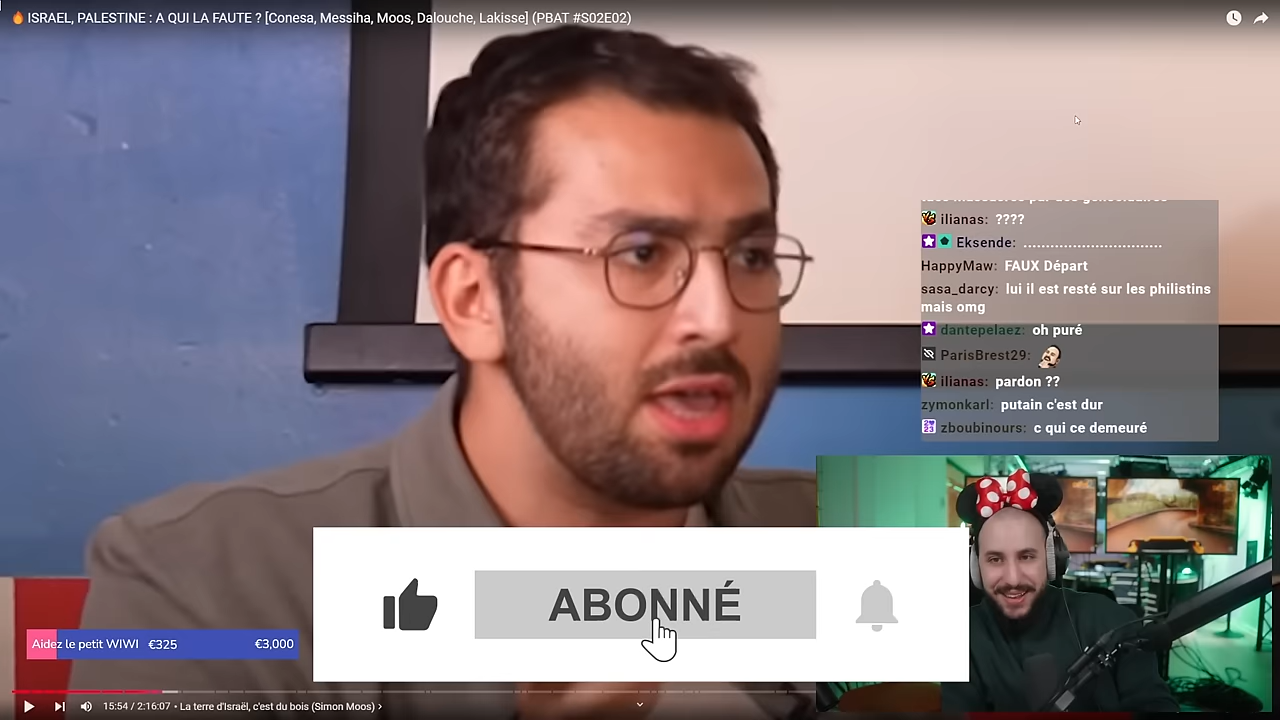 🔥 ISRAEL, PALESTINE : A QUI LA FAUTE ? [Conesa, Messiha, Moos, Dalouche, Lakisse] (PBAT #S02E02)
ilianas: ????
Eksende: ..............................
HappyMaw: FAUX Départ
sasa_darcy: lui il est resté sur les philistins
mais omg
dantepelaez: oh puré
ParisBrest29:
ilianas: pardon ??
zymonkarl: putain c'est dur
zboubinours: c qui ce demeuré
ABONNÉ
Aidez le petit WIWI €325 €3,000
15:54 / 2:16:07 • La terre d'Israël, c'est du bois (Simon Moos) ›